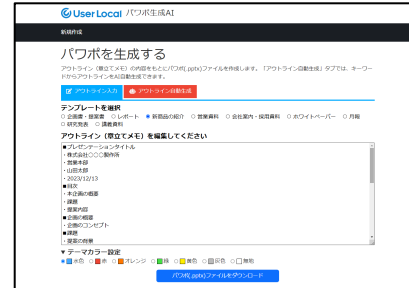 UserLocal パワポ生成AI
新規作成
パワポを生成する
アウトライン（章立てメモ）の内容をもとにパワポ(.pptx)ファイルを作成します。「アウトライン自動生成」タブでは、キーワー
ドからアウトラインをAI自動生成できます。
アウトライン入力 アウトライン自動生成
テンプレートを選択
企画書・提案書 レポート 新商品の紹介 営業資料 会社案内・採用資料 ホワイトペーパー 月報
研究発表 講義資料
アウトライン（章立てメモ）を編集してください
■プレゼンテーションタイトル
・株式会社〇〇〇製作所
・営業本部
・山田太郎
・2023/12/13
■目次
・本企画の概要
・課題
・提案内容
■企画の概要
・企画のコンセプト
■課題
・提案の背景
▼ テーマカラー設定
水色 赤 オレンジ 緑 黄色 灰色 無地
パワポ(.pptx)ファイルをダウンロード